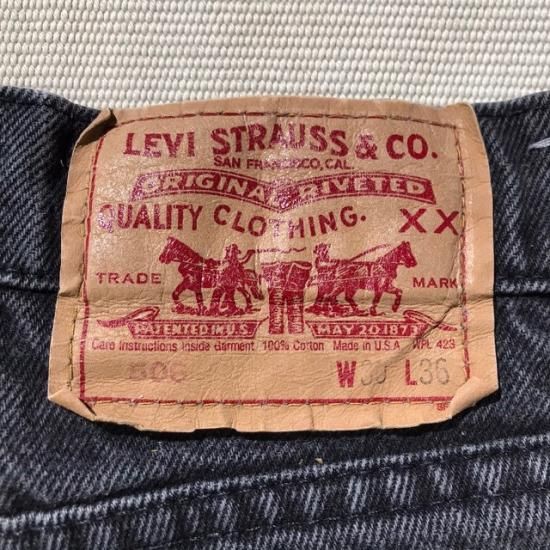 LEVI STRAUSS & CO.
SAN FRANCISCO, CAL.
ORIGINAL RIVETED
QUALITY CLOTHING. XX
TRADE MARK
PATENTED IN U.S. MAY 20 1873
Care Instructions Inside Garment 100% Cotton Made in U.S.A. WPL 423
W L36